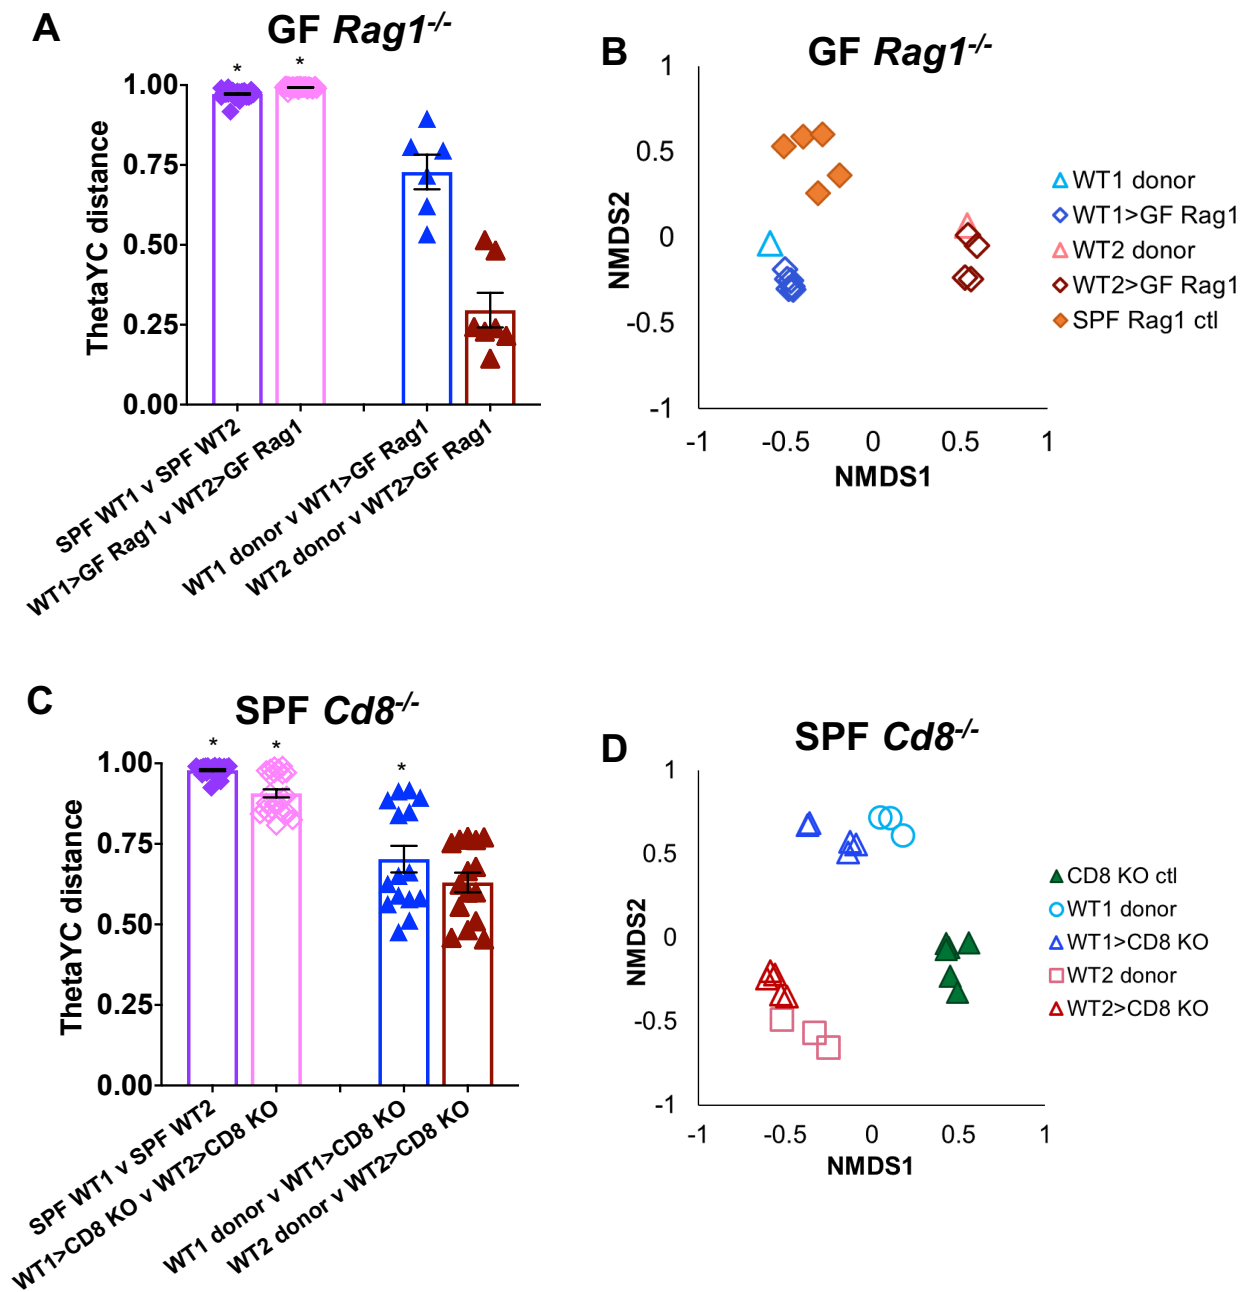 A
GF Rag1-/-
* *
ThetaYC distance
1.00
0.75
0.50
0.25
0.00
SPF WT1 v SPF WT2
WT1>GF Rag1 v WT2>GF Rag1
WT1 donor v WT1>GF Rag1
WT2 donor v WT2>GF Rag1
B
GF Rag1-/-
NMDS2
1
0.5
0
-0.5
-1
-1 -0.5 0 0.5 1
NMDS1
WT1 donor
WT1>GF Rag1
WT2 donor
WT2>GF Rag1
SPF Rag1 ctl
C
SPF Cd8-/-
* * *
ThetaYC distance
1.00
0.75
0.50
0.25
0.00
SPF WT1 v SPF WT2
WT1>CD8 KO v WT2>CD8 KO
WT1 donor v WT1>CD8 KO
WT2 donor v WT2>CD8 KO
D
SPF Cd8-/-
NMDS2
1
0.5
0
-0.5
-1
-1 -0.5 0 0.5 1
NMDS1
CD8 KO ctl
WT1 donor
WT1>CD8 KO
WT2 donor
WT2>CD8 KO